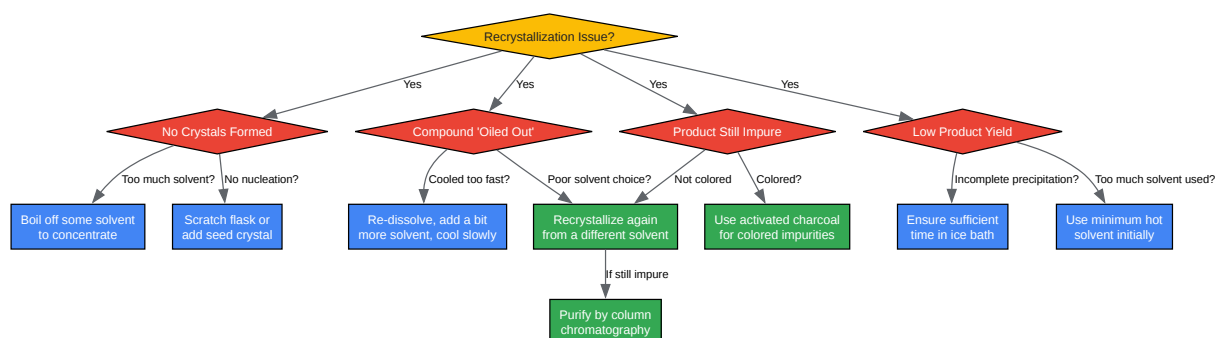 Recrystallization Issue?
Yes
Yes
Yes
Yes
No Crystals Formed
Compound 'Oiled Out'
Product Still Impure
Low Product Yield
Too much solvent?
No nucleation?
Cooled too fast?
Poor solvent choice?
Not colored
Colored?
Incomplete precipitation?
Too much solvent used?
Boil off some solvent
to concentrate
Scratch flask or
add seed crystal
Re-dissolve, add a bit
more solvent, cool slowly
Recrystallize again
from a different solvent
Use activated charcoal
for colored impurities
Ensure sufficient
time in ice bath
Use minimum hot
solvent initially
If still impure
Purify by column
chromatography